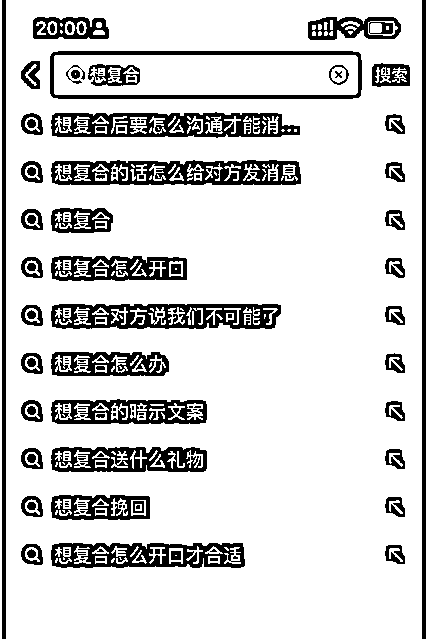 20:00
想复合
搜索
想复合后要怎么沟通才能消...
想复合的话怎么给对方发消息
想复合
想复合怎么开口
想复合对方说我们不可能了
想复合怎么办
想复合的暗示文案
想复合送什么礼物
想复合挽回
想复合怎么开口才合适